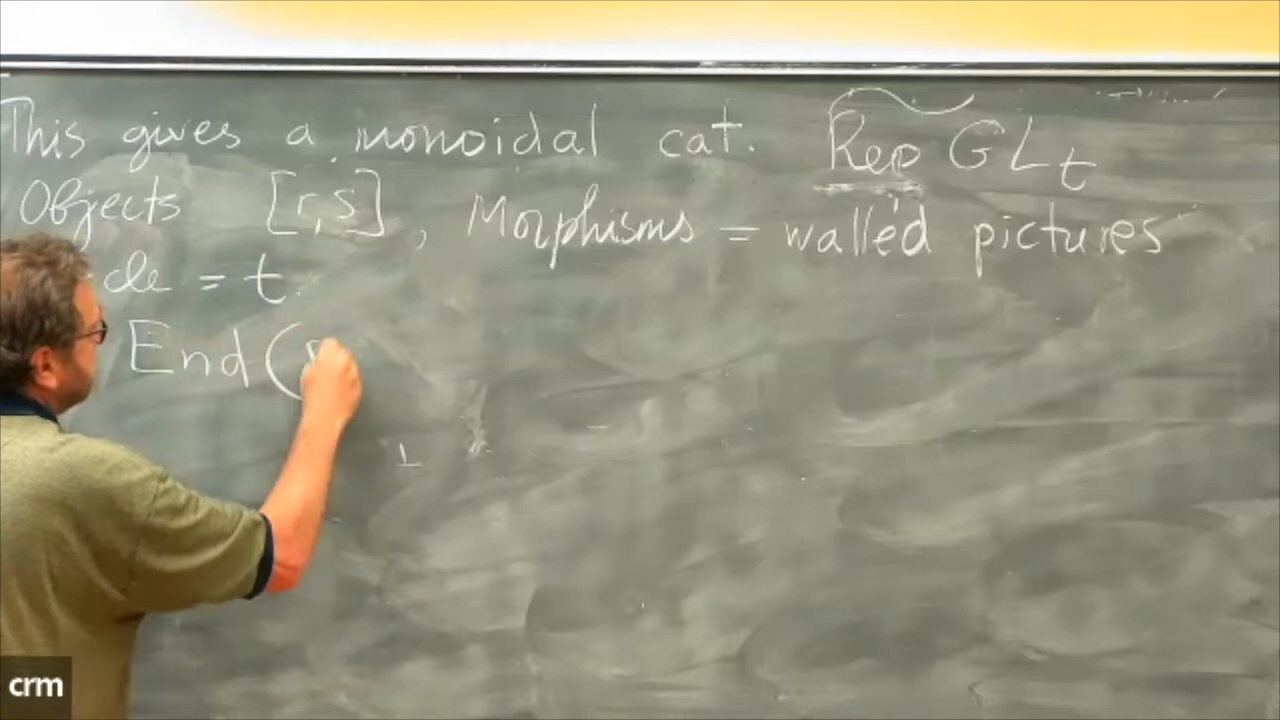 This gives a monoidal cat. Rep GLt
Objects [r,s], Morphisms = walled pictures
cle = t.
End (
crm